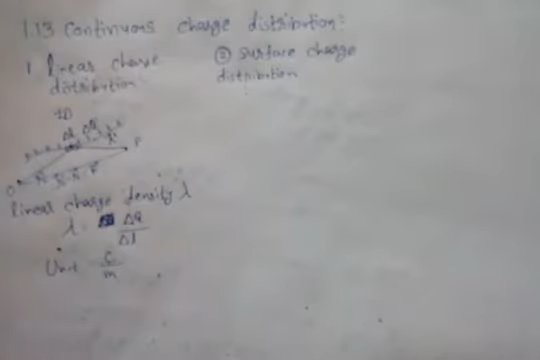 1.13 Continuous charge distribution:
1 linear charge
distribution
② surface charge
distribution
1D
P
O
linear charge density λ
λ = ΔQ/Δl
Unit C/m